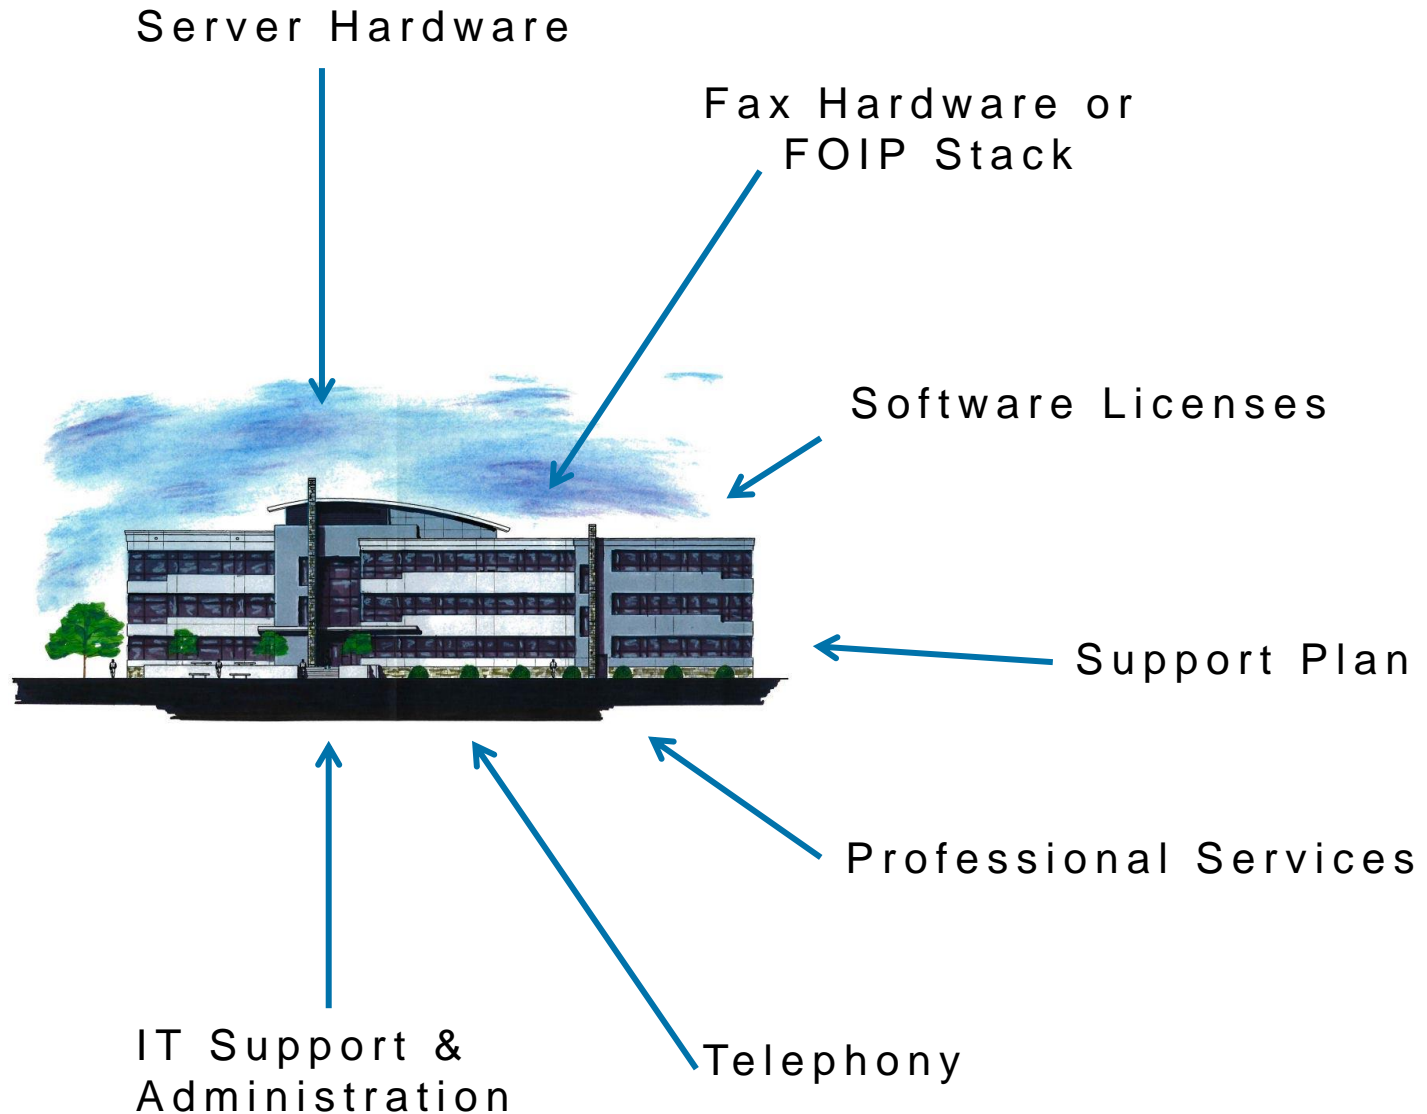 Server Hardware
Fax Hardware or
FOIP Stack
Software Licenses
Support Plan
Professional Services
IT Support &
Administration
Telephony